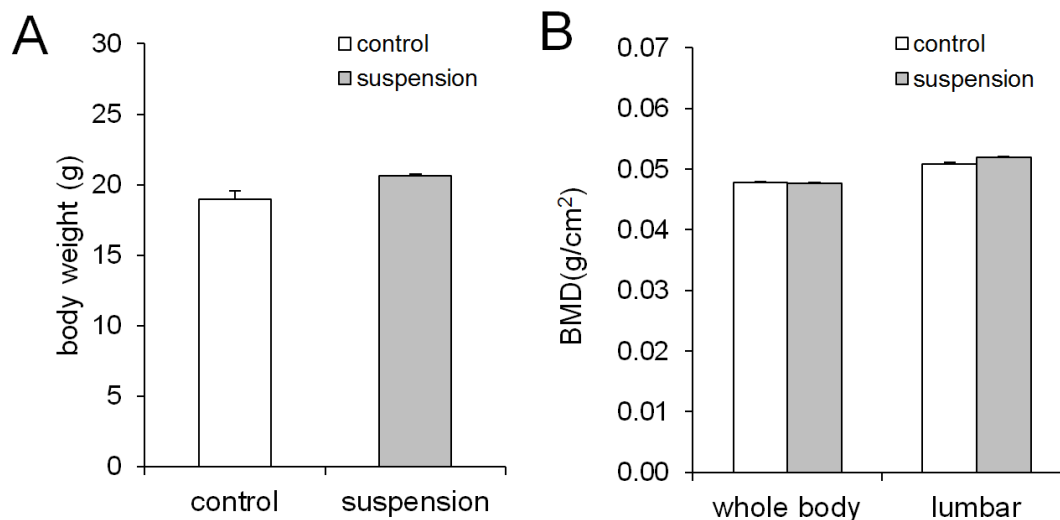 A
body weight (g)
30
25
20
15
10
5
0
control
suspension
control
suspension
B
BMD(g/cm²)
0.07
0.06
0.05
0.04
0.03
0.02
0.01
0.00
control
suspension
whole body
lumbar